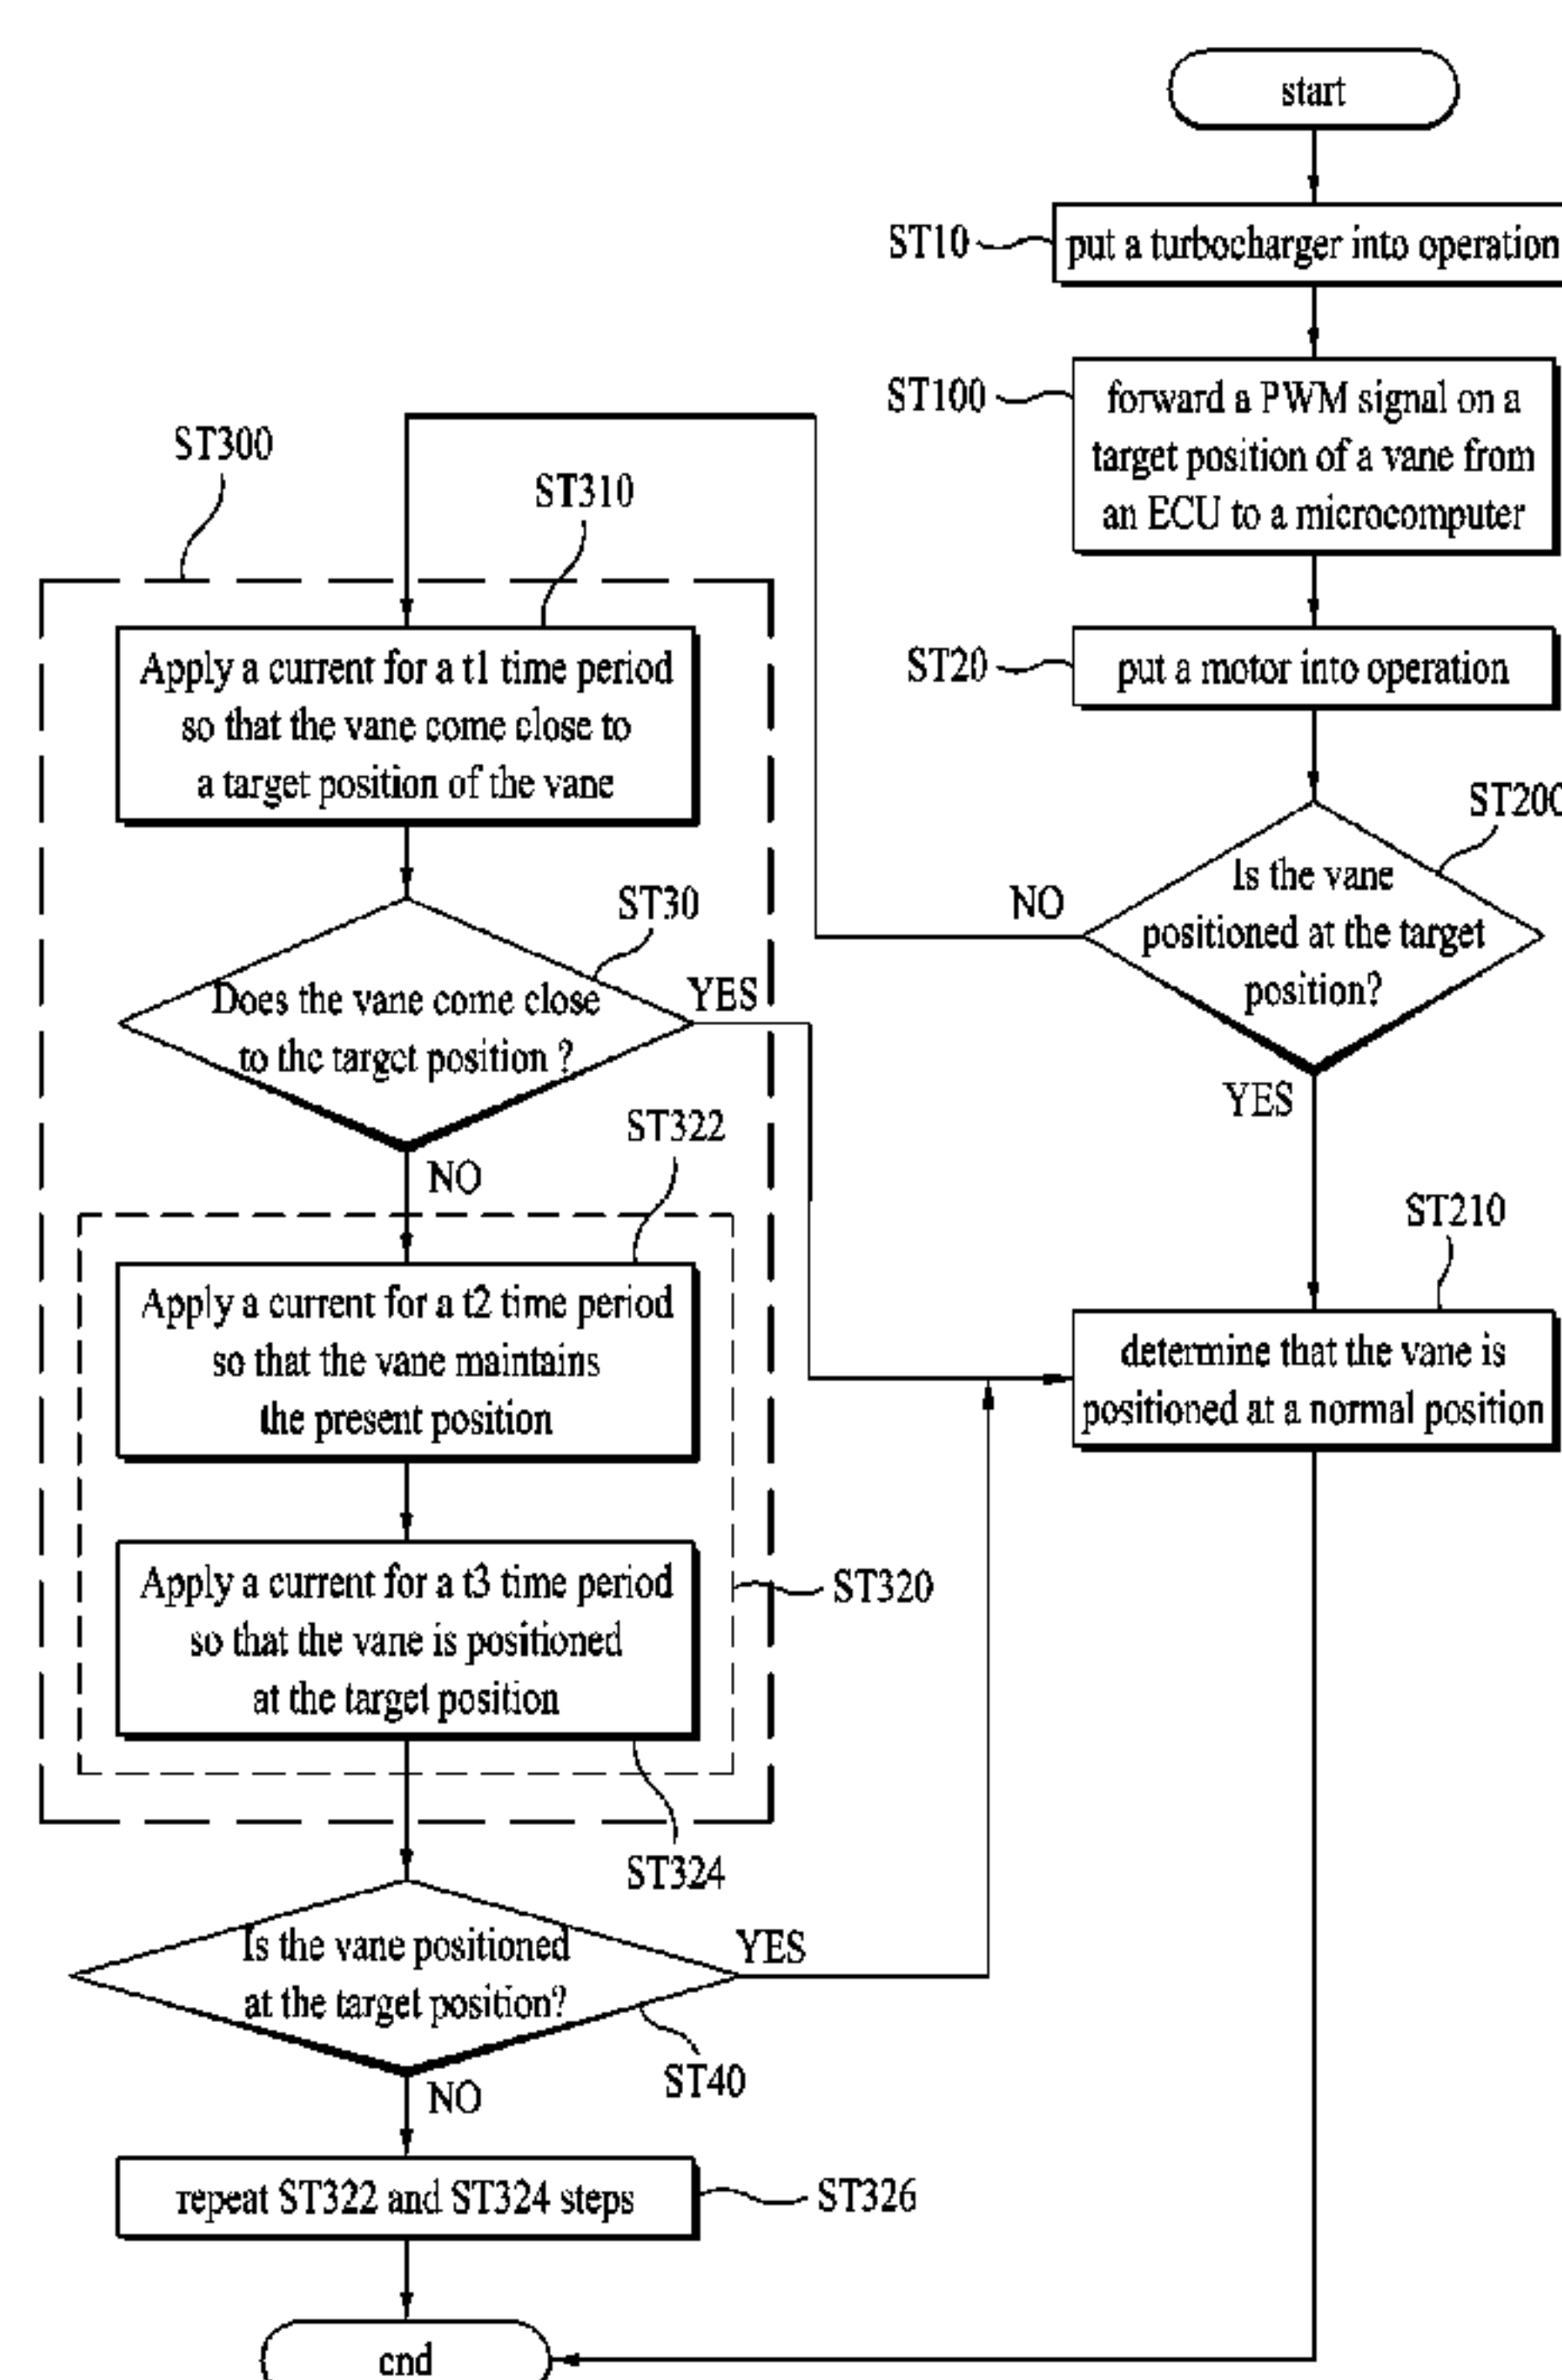 start
ST10
put a turbocharger into operation
ST100
forward a PWM signal on a
target position of a vane from
an ECU to a microcomputer
ST20
put a motor into operation
ST200
Is the vane
positioned at the target
position?
NO
YES
ST210
determine that the vane is
positioned at a normal position
ST300
ST310
Apply a current for a t1 time period
so that the vane come close to
a target position of the vane
ST30
Does the vane come close
to the target position ?
YES
NO
ST322
Apply a current for a t2 time period
so that the vane maintains
the present position
Apply a current for a t3 time period
so that the vane is positioned
at the target position
ST320
ST324
Is the vane positioned
at the target position?
YES
ST40
NO
repeat ST322 and ST324 steps
ST326
end